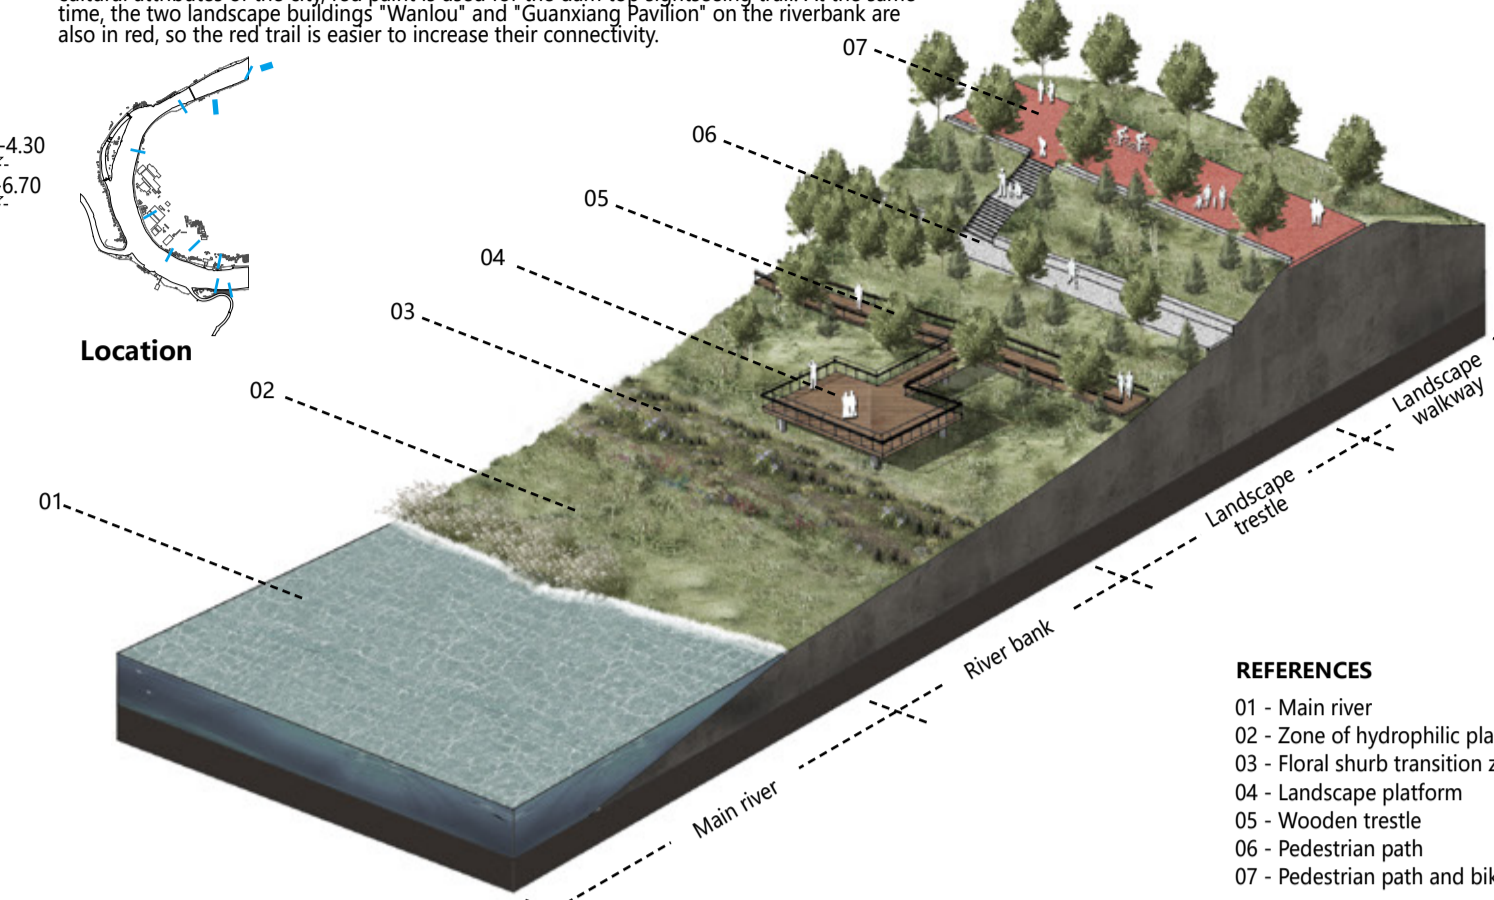 time, the two landscape buildings "Wanlou" and "Guanxiang Pavilion" on the riverbank are
also in red, so the red trail is easier to increase their connectivity.
-4.30
6.70
Location
01
02
03
04
05
06
07
Main river
River bank
Landscape
trestle
Landscape
walkway
REFERENCES
01 - Main river
02 - Zone of hydrophilic pla
03 - Floral shurb transition z
04 - Landscape platform
05 - Wooden trestle
06 - Pedestrian path
07 - Pedestrian path and bik